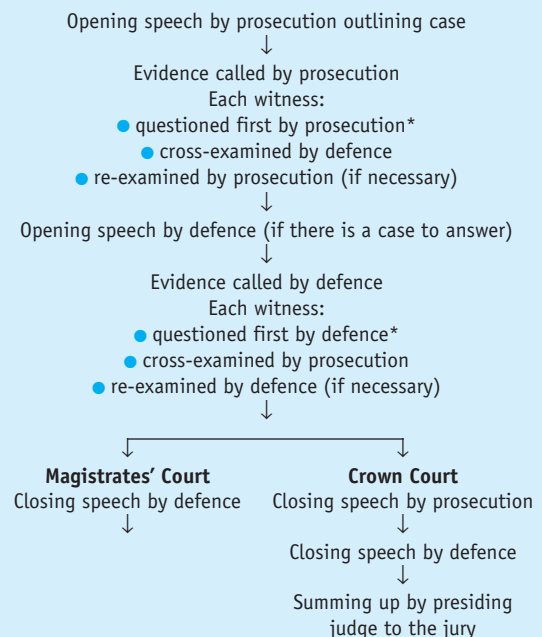 Opening speech by prosecution outlining case
↓
Evidence called by prosecution
Each witness:
● questioned first by prosecution*
● cross-examined by defence
● re-examined by prosecution (if necessary)
↓
Opening speech by defence (if there is a case to answer)
↓
Evidence called by defence
Each witness:
● questioned first by defence*
● cross-examined by prosecution
● re-examined by defence (if necessary)
↓
Magistrates’ Court
Closing speech by defence
↓
Crown Court
Closing speech by prosecution
↓
Closing speech by defence
↓
Summing up by presiding
judge to the jury